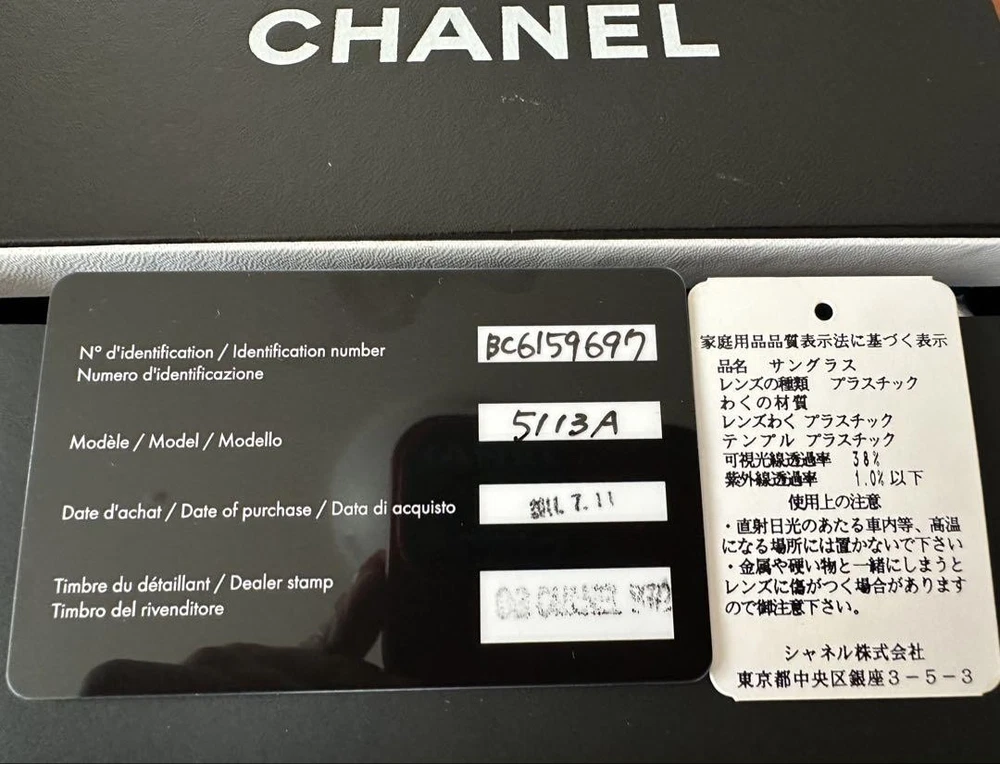 CHANEL
N° d'identification / Identification number
Numero d'identificazione
BC6159697
Modèle / Model / Modello
5113A
Date d'achat / Date of purchase / Data di acquisto
2011. 7. 11
Timbre du détaillant / Dealer stamp
Timbro del rivenditore
家庭用品品質表示法に基づく表示
品名 サングラス
レンズの種類 プラスチック
わくの材質
レンズわく プラスチック
テンプル プラスチック
可視光線透過率 38%
紫外線透過率 1.0%以下
使用上の注意
・直射日光のあたる車内等、高温
になる場所には置かないで下さい
・金属や硬い物と一緒にしまうと
レンズに傷がつく場合があります
ので御注意下さい。
シャネル株式会社
東京都中央区銀座3-5-3